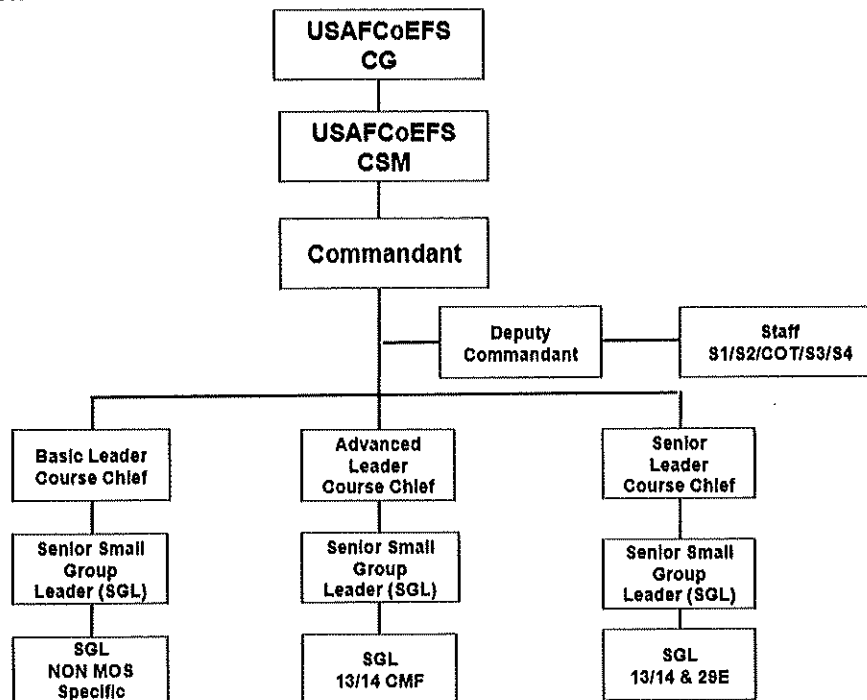 USAFCoEFS
CG
USAFCoEFS
CSM
Commandant
Deputy
Commandant
Staff
S1/S2/COT/S3/S4
Basic Leader
Course Chief
Advanced
Leader
Course Chief
Senior
Leader
Course Chief
Senior Small
Group
Leader (SGL)
Senior Small
Group
Leader (SGL)
Senior Small
Group
Leader (SGL)
SGL
NON MOS
Specific
SGL
13/14 CMF
SGL
13/14 & 29E